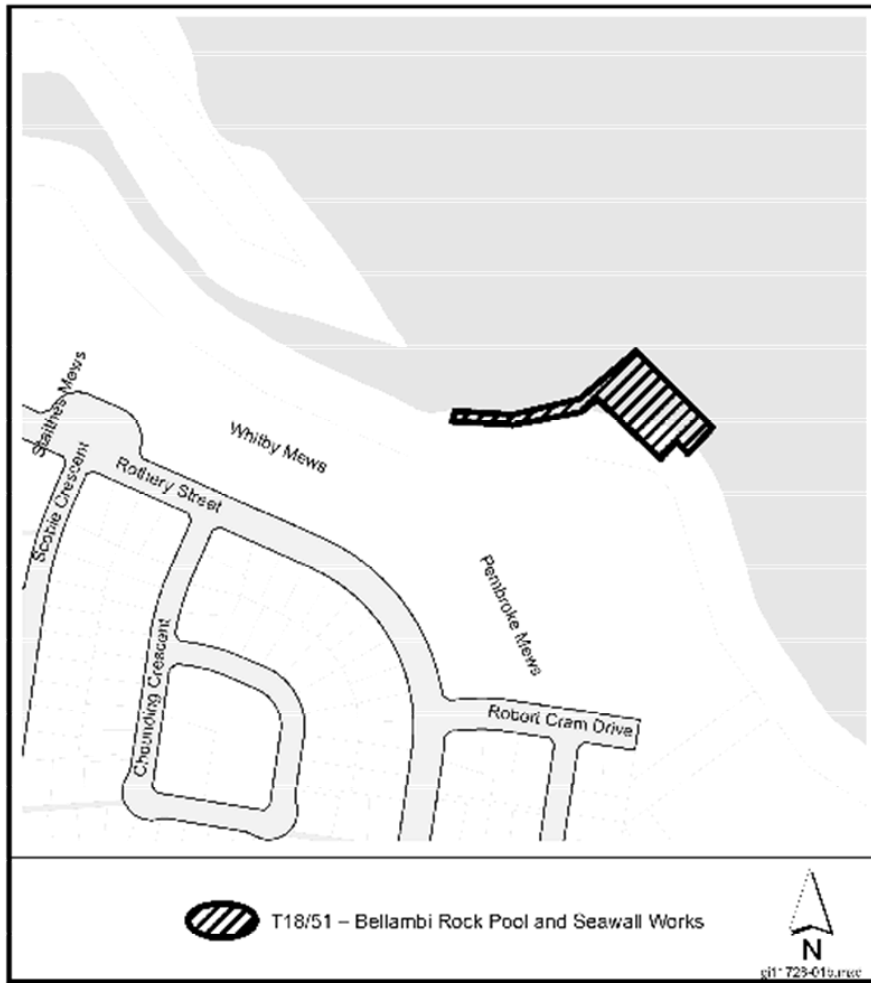 Staithes Mews
Whitby Mews
Rothery Street
Scobie Crescent
Pembroke Mews
Chounding Crescent
Robert Cram Drive
T18/51 – Bellambi Rock Pool and Seawall Works
N